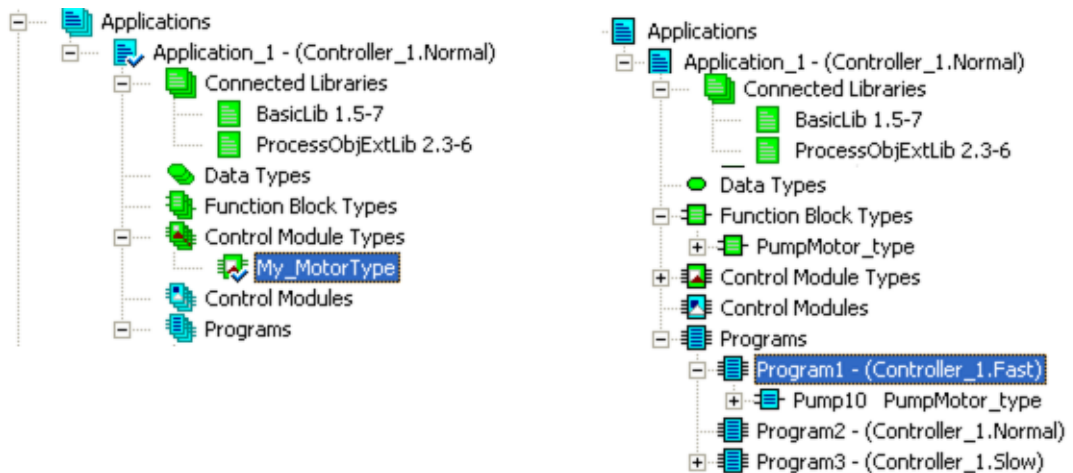 Applications
Application_1 - (Controller_1.Normal)
Connected Libraries
BasicLib 1.5-7
ProcessObjExtLib 2.3-6
Data Types
Function Block Types
Control Module Types
My_MotorType
Control Modules
Programs
Applications
Application_1 - (Controller_1.Normal)
Connected Libraries
BasicLib 1.5-7
ProcessObjExtLib 2.3-6
Data Types
Function Block Types
PumpMotor_type
Control Module Types
Control Modules
Programs
Program1 - (Controller_1.Fast)
Pump10 PumpMotor_type
Program2 - (Controller_1.Normal)
Program3 - (Controller_1.Slow)